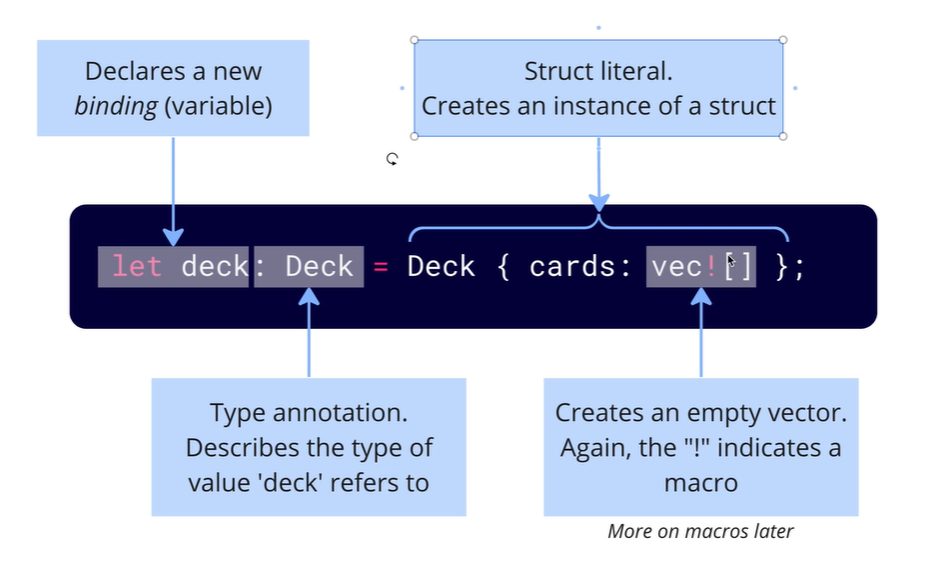 Declares a new
binding (variable)
Struct literal.
Creates an instance of a struct
let deck: Deck = Deck { cards: vec![] };
Type annotation.
Describes the type of
value 'deck' refers to
Creates an empty vector.
Again, the "!" indicates a
macro
More on macros later